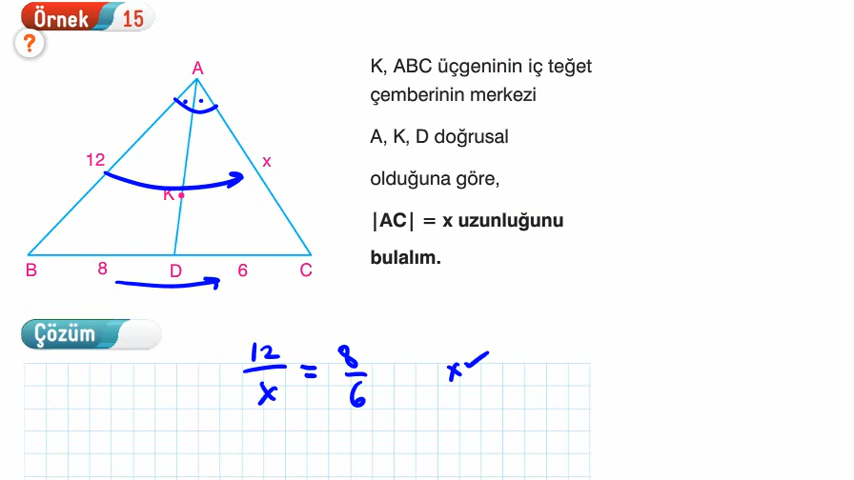 Örnek 15
?
A
12
x
K
B
8
D
6
C
K, ABC üçgeninin iç teğet
çemberinin merkezi
A, K, D doğrusal
olduğuna göre,
|AC| = x uzunluğunu
bulalım.
Çözüm
12/x = 8/6 x✓